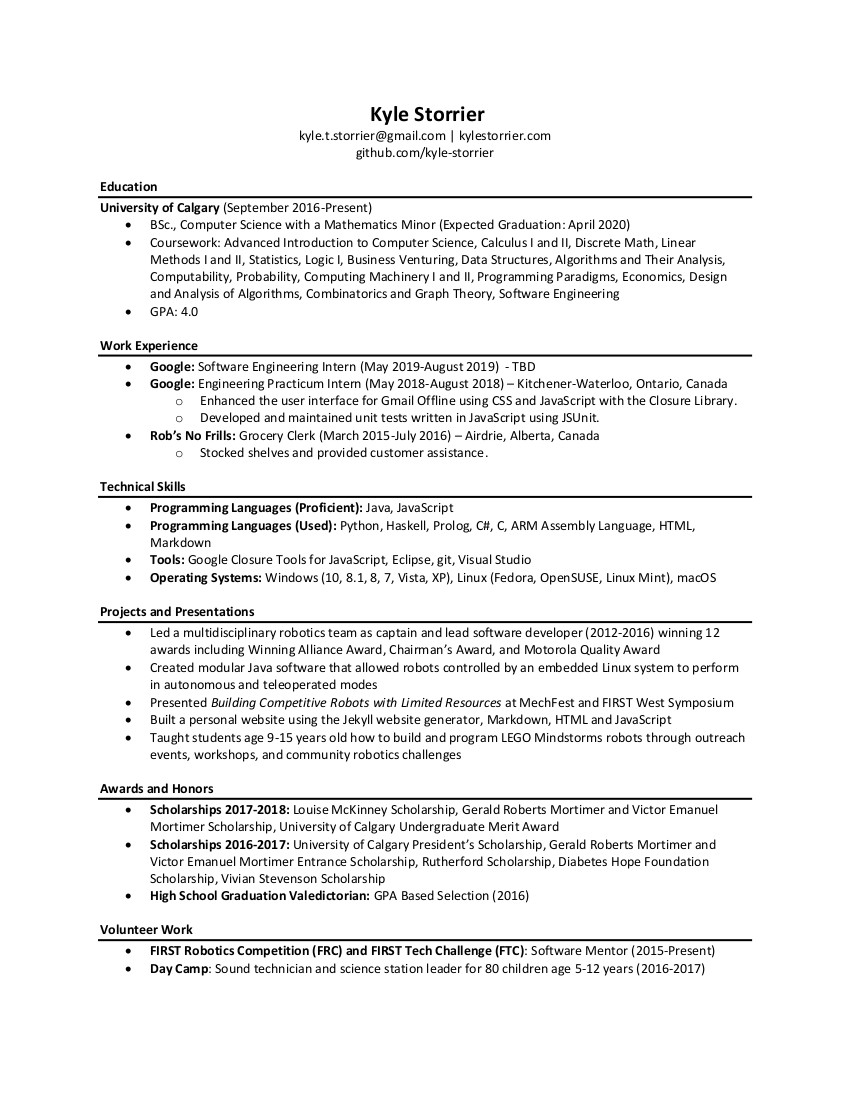 Kyle Storrier
kyle.t.storrier@gmail.com | kylestorrier.com
github.com/kyle-storrier
Education
University of Calgary (September 2016-Present)
• BSc., Computer Science with a Mathematics Minor (Expected Graduation: April 2020)
• Coursework: Advanced Introduction to Computer Science, Calculus I and II, Discrete Math, Linear
Methods I and II, Statistics, Logic I, Business Venturing, Data Structures, Algorithms and Their Analysis,
Computability, Probability, Computing Machinery I and II, Programming Paradigms, Economics, Design
and Analysis of Algorithms, Combinatorics and Graph Theory, Software Engineering
• GPA: 4.0
Work Experience
• Google: Software Engineering Intern (May 2019-August 2019) - TBD
• Google: Engineering Practicum Intern (May 2018-August 2018) – Kitchener-Waterloo, Ontario, Canada
o Enhanced the user interface for Gmail Offline using CSS and JavaScript with the Closure Library.
o Developed and maintained unit tests written in JavaScript using JSUnit.
• Rob’s No Frills: Grocery Clerk (March 2015-July 2016) – Airdrie, Alberta, Canada
o Stocked shelves and provided customer assistance.
Technical Skills
• Programming Languages (Proficient): Java, JavaScript
• Programming Languages (Used): Python, Haskell, Prolog, C#, C, ARM Assembly Language, HTML,
Markdown
• Tools: Google Closure Tools for JavaScript, Eclipse, git, Visual Studio
• Operating Systems: Windows (10, 8.1, 8, 7, Vista, XP), Linux (Fedora, OpenSUSE, Linux Mint), macOS
Projects and Presentations
• Led a multidisciplinary robotics team as captain and lead software developer (2012-2016) winning 12
awards including Winning Alliance Award, Chairman’s Award, and Motorola Quality Award
• Created modular Java software that allowed robots controlled by an embedded Linux system to perform
in autonomous and teleoperated modes
• Presented Building Competitive Robots with Limited Resources at MechFest and FIRST West Symposium
• Built a personal website using the Jekyll website generator, Markdown, HTML and JavaScript
• Taught students age 9-15 years old how to build and program LEGO Mindstorms robots through outreach
events, workshops, and community robotics challenges
Awards and Honors
• Scholarships 2017-2018: Louise McKinney Scholarship, Gerald Roberts Mortimer and Victor Emanuel
Mortimer Scholarship, University of Calgary Undergraduate Merit Award
• Scholarships 2016-2017: University of Calgary President’s Scholarship, Gerald Roberts Mortimer and
Victor Emanuel Mortimer Entrance Scholarship, Rutherford Scholarship, Diabetes Hope Foundation
Scholarship, Vivian Stevenson Scholarship
• High School Graduation Valedictorian: GPA Based Selection (2016)
Volunteer Work
• FIRST Robotics Competition (FRC) and FIRST Tech Challenge (FTC): Software Mentor (2015-Present)
• Day Camp: Sound technician and science station leader for 80 children age 5-12 years (2016-2017)